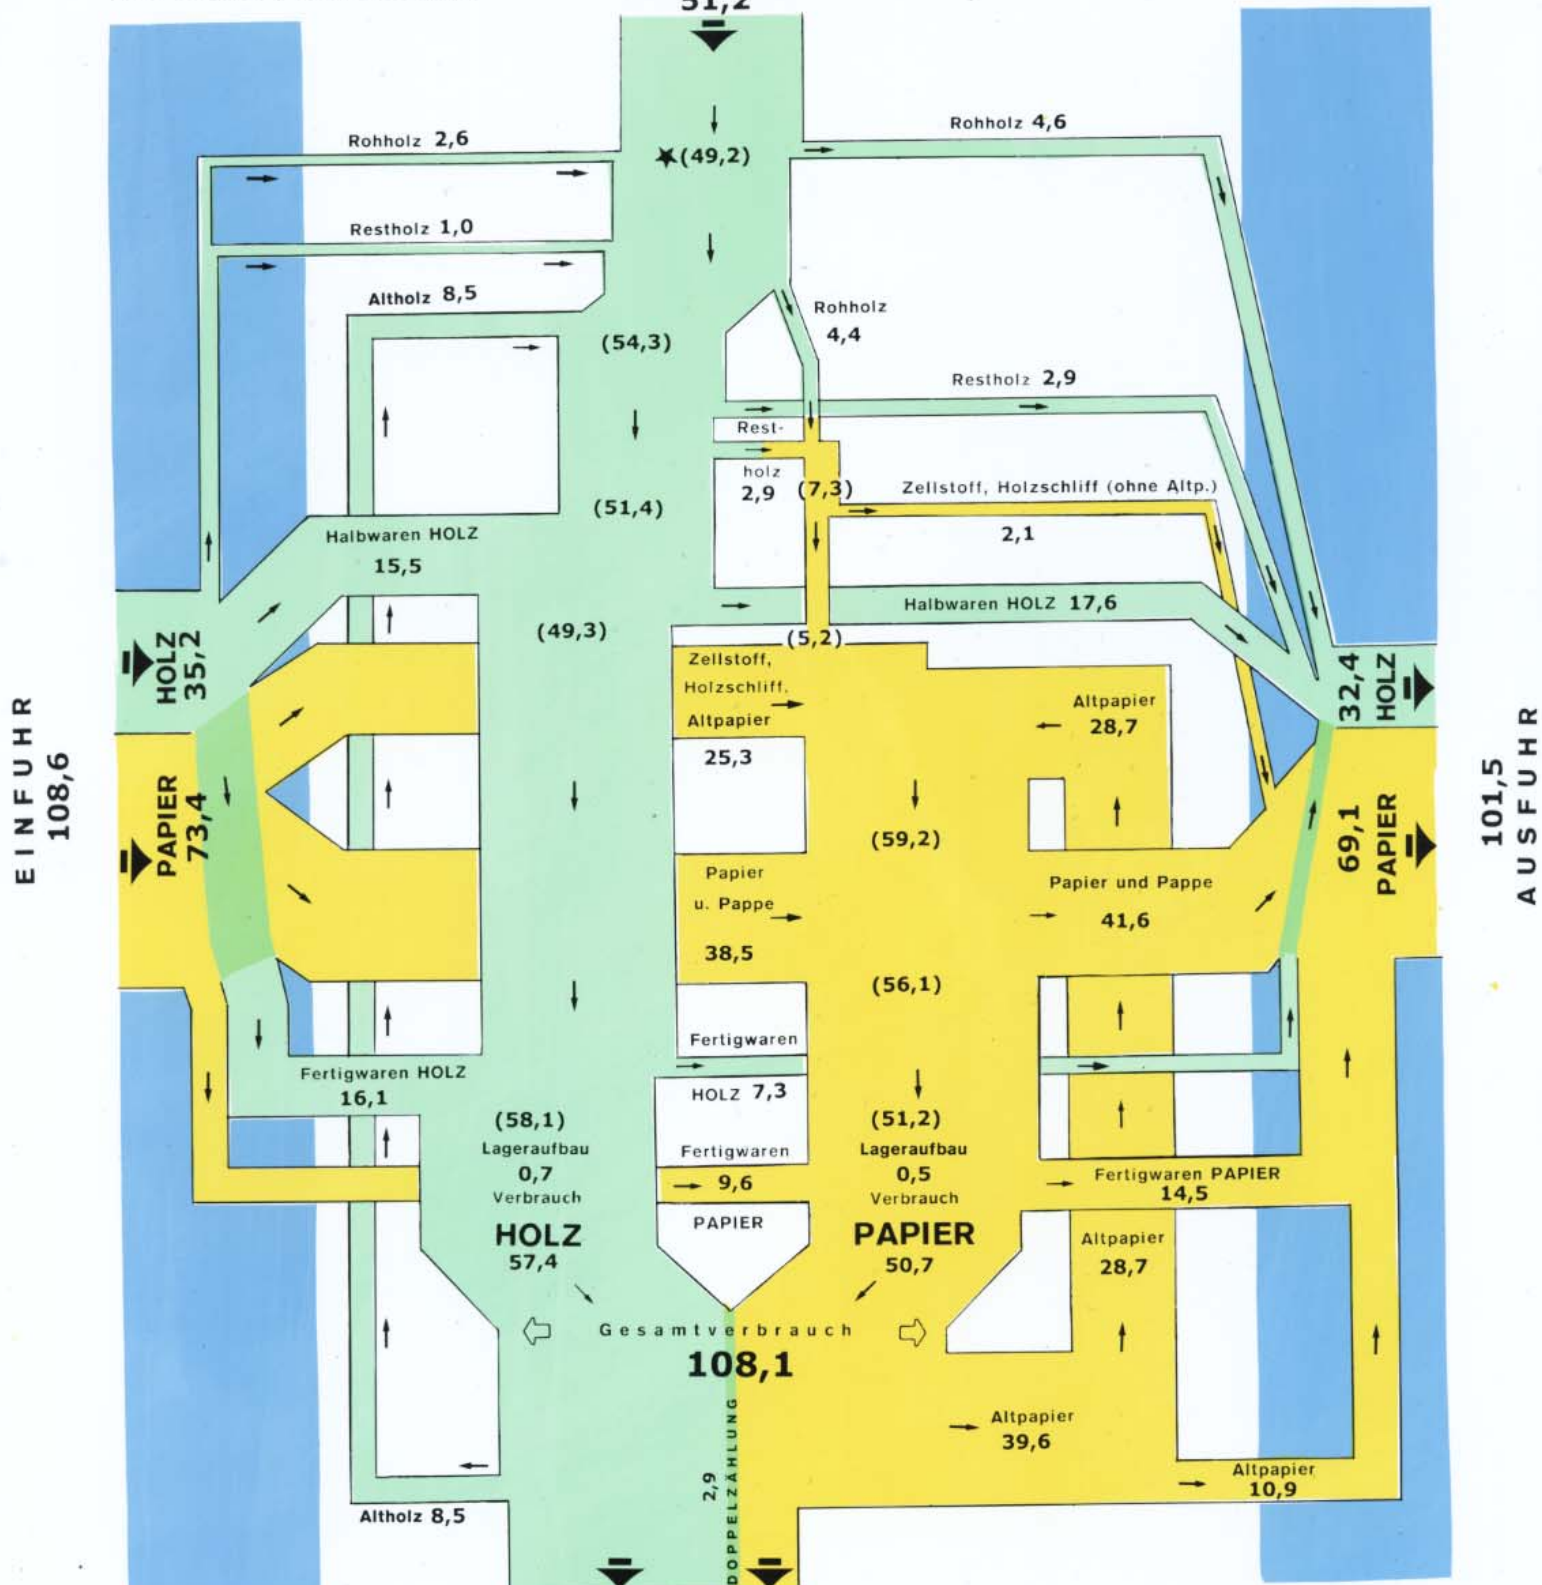 51,2
Rohholz 2,6
★(49,2)
Rohholz 4,6
Restholz 1,0
Altholz 8,5
(54,3)
Rohholz
4,4
Restholz 2,9
Rest-
holz
2,9
(7,3)
(51,4)
Zellstoff, Holzschliff (ohne Altp.)
2,1
Halbwaren HOLZ
15,5
(49,3)
Halbwaren HOLZ 17,6
(5,2)
HOLZ
35,2
EINFUHR
108,6
PAPIER
73,4
Zellstoff,
Holzschliff,
Altpapier
25,3
Altpapier
28,7
32,4
HOLZ
101,5
AUSFUHR
69,1
PAPIER
(59,2)
Papier
u. Pappe
38,5
Papier und Pappe
41,6
(56,1)
Fertigwaren
HOLZ 7,3
Fertigwaren HOLZ
16,1
(58,1)
Lageraufbau
0,7
Verbrauch
HOLZ
57,4
Fertigwaren
9,6
PAPIER
(51,2)
Lageraufbau
0,5
Verbrauch
PAPIER
50,7
Fertigwaren PAPIER
14,5
Altpapier
28,7
Gesamtverbrauch
108,1
2,9
DOPPELZÄHLUNG
Altpapier
39,6
Altpapier
10,9
Altholz 8,5